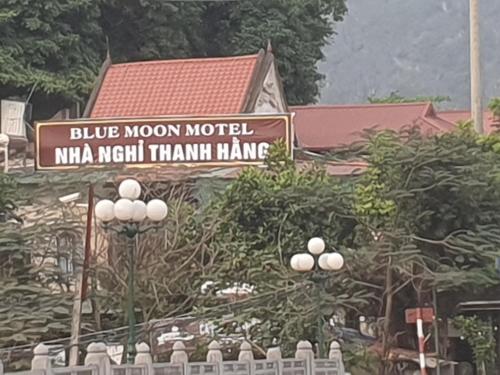 BLUE MOON MOTEL
NHÀ NGHỈ THANH HẰNG